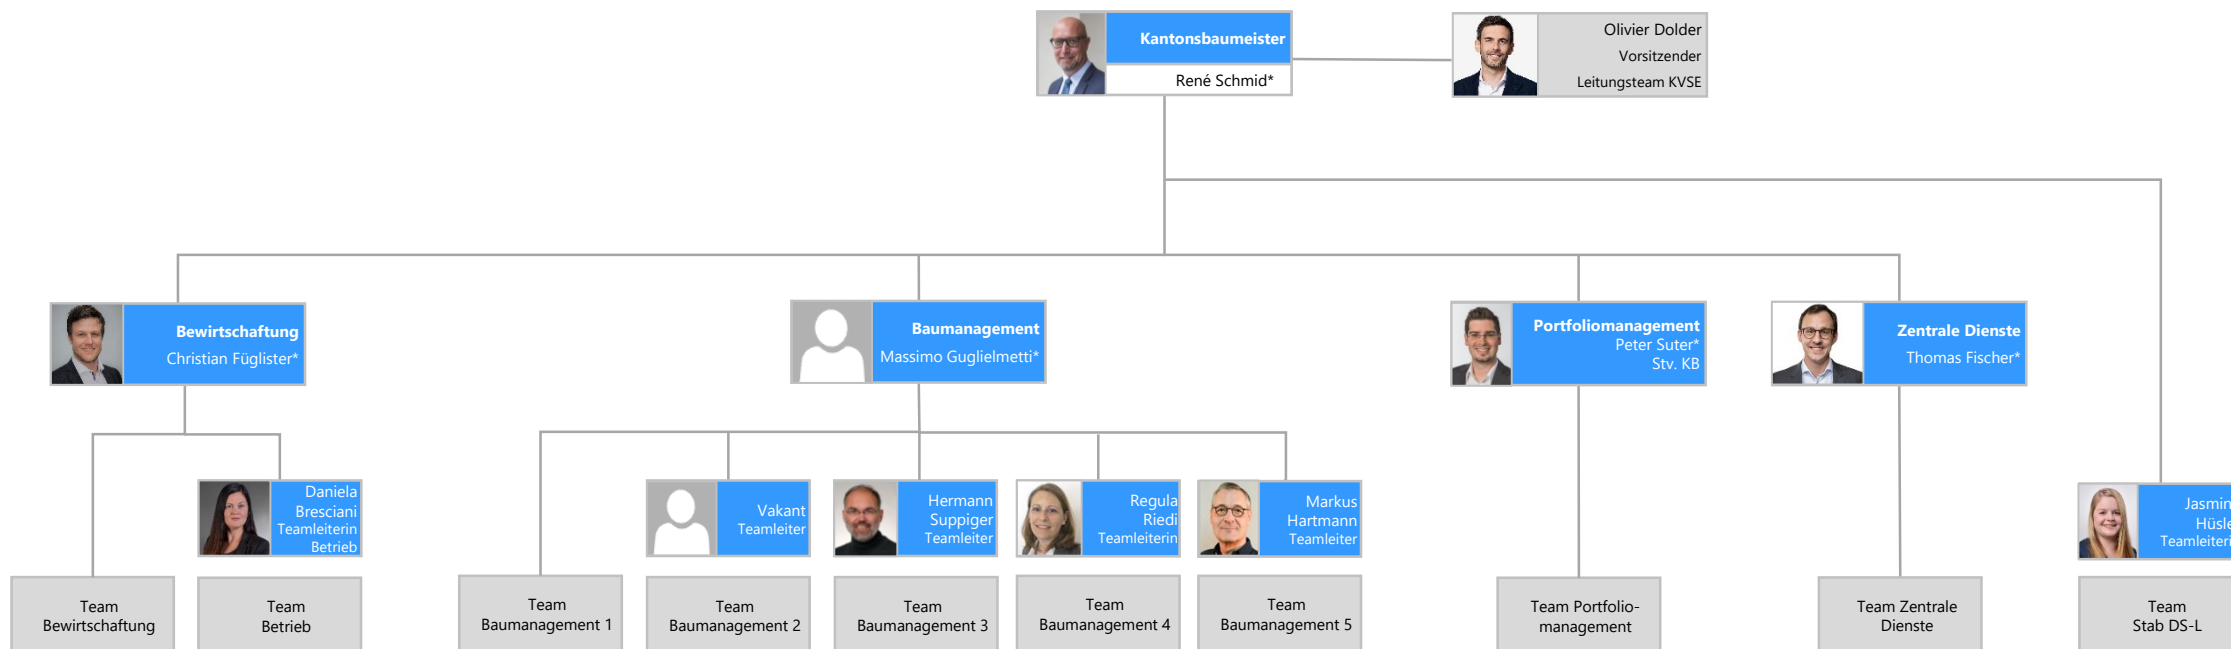 Kantonsbaumeister
René Schmid*
Olivier Dolder
Vorsitzender
Leitungsteam KVSE
Bewirtschaftung
Christian Füglister*
Baumanagement
Massimo Guglielmetti*
Portfoliomanagement
Peter Suter*
Stv. KB
Zentrale Dienste
Thomas Fischer*
Daniela
Bresciani
Teamleiterin
Betrieb
Vakant
Teamleiter
Hermann
Suppiger
Teamleiter
Regula
Riedi
Teamleiterin
Markus
Hartmann
Teamleiter
Jasmin
Hüsle
Teamleiteri
Team
Bewirtschaftung
Team
Betrieb
Team
Baumanagement 1
Team
Baumanagement 2
Team
Baumanagement 3
Team
Baumanagement 4
Team
Baumanagement 5
Team Portfolio-
management
Team Zentrale
Dienste
Team
Stab DS-L